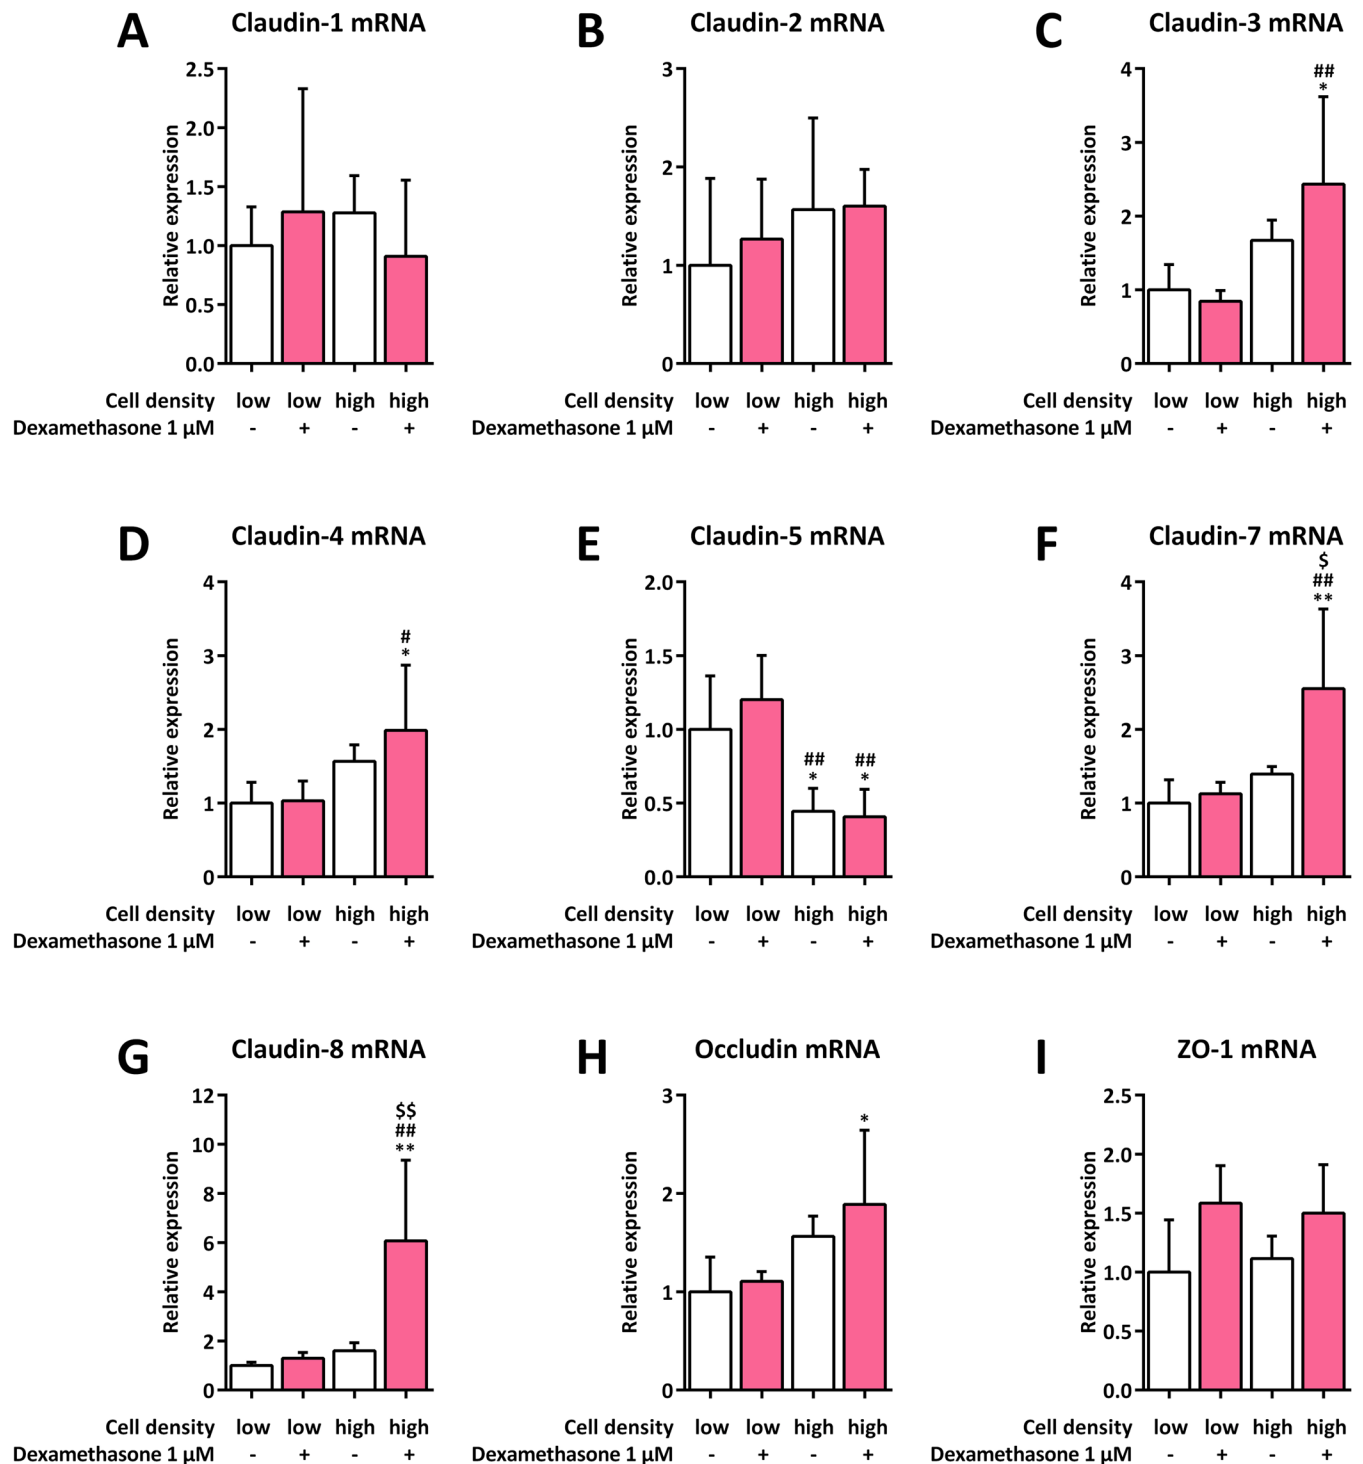 A Claudin-1 mRNA
Relative expression
2.5
2.0
1.5
1.0
0.5
0.0
Cell density low low high high
Dexamethasone 1 µM - + - +
B Claudin-2 mRNA
Relative expression
3
2
1
0
Cell density low low high high
Dexamethasone 1 µM - + - +
C Claudin-3 mRNA
Relative expression
4
3
2
1
0
##
*
Cell density low low high high
Dexamethasone 1 µM - + - +
D Claudin-4 mRNA
Relative expression
4
3
2
1
0
#
*
Cell density low low high high
Dexamethasone 1 µM - + - +
E Claudin-5 mRNA
Relative expression
2.0
1.5
1.0
0.5
0.0
## ##
* *
Cell density low low high high
Dexamethasone 1 µM - + - +
F Claudin-7 mRNA
Relative expression
4
3
2
1
0
$
##
**
Cell density low low high high
Dexamethasone 1 µM - + - +
G Claudin-8 mRNA
Relative expression
12
10
8
6
4
2
0
$$
##
**
Cell density low low high high
Dexamethasone 1 µM - + - +
H Occludin mRNA
Relative expression
3
2
1
0
*
Cell density low low high high
Dexamethasone 1 µM - + - +
I ZO-1 mRNA
Relative expression
2.5
2.0
1.5
1.0
0.5
0.0
Cell density low low high high
Dexamethasone 1 µM - + - +